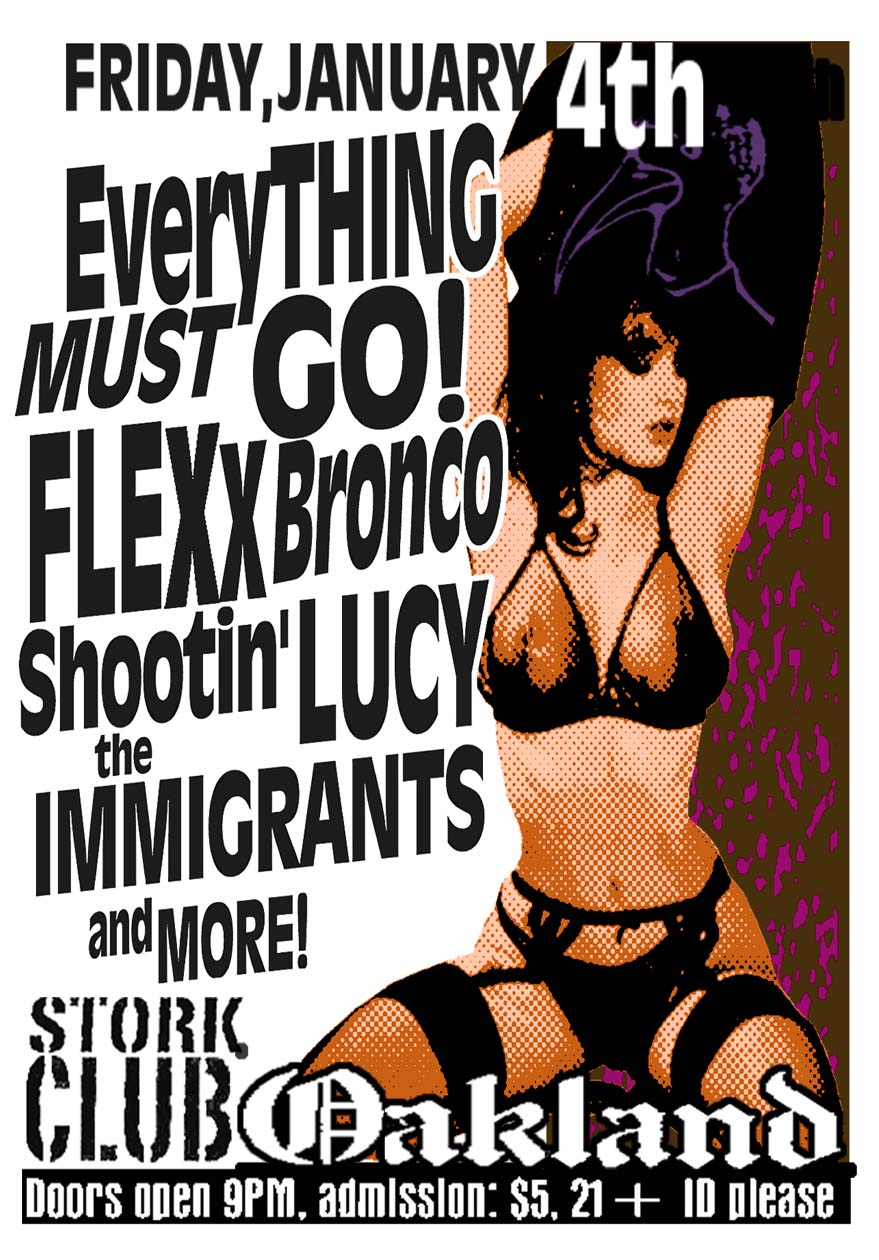 FRIDAY, JANUARY 4th
EveryTHING
MUST GO!
FLEXx Bronco
Shootin' LUCY
the
IMMIGRANTS
and MORE!
STORK
CLUB Oakland
Doors open 9PM, admission: $5, 21+ ID please